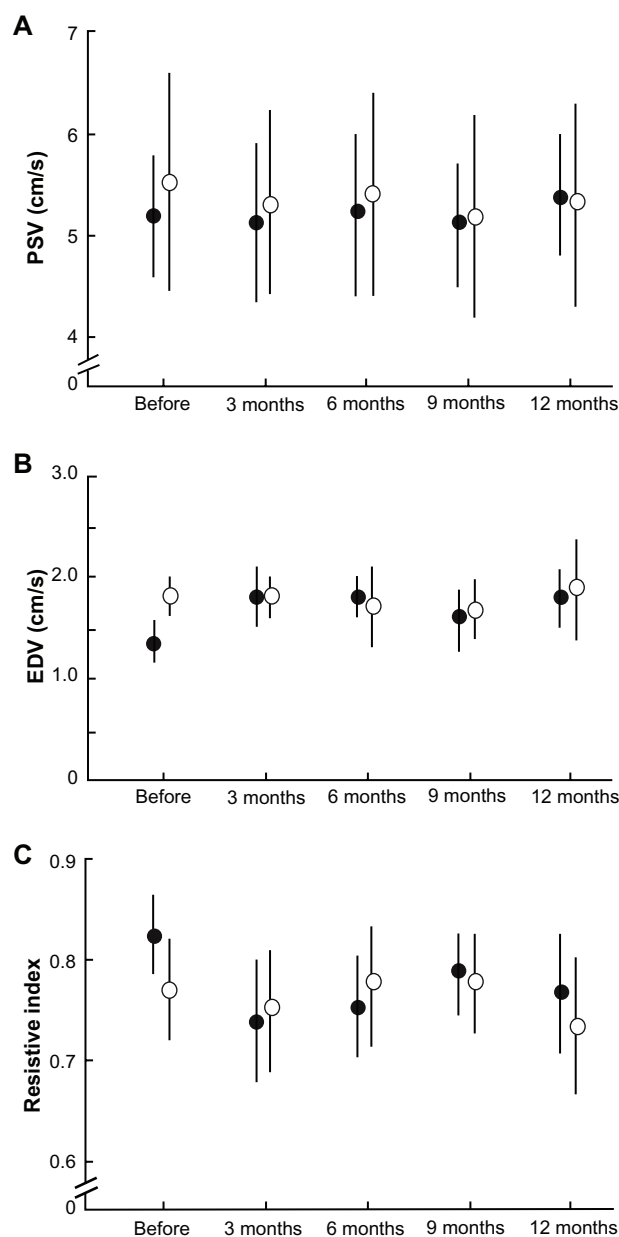 A
PSV (cm/s)
7
6
5
4
0
Before 3 months 6 months 9 months 12 months
B
EDV (cm/s)
3.0
2.0
1.0
0
Before 3 months 6 months 9 months 12 months
C
Resistive index
0.9
0.8
0.7
0.6
0
Before 3 months 6 months 9 months 12 months